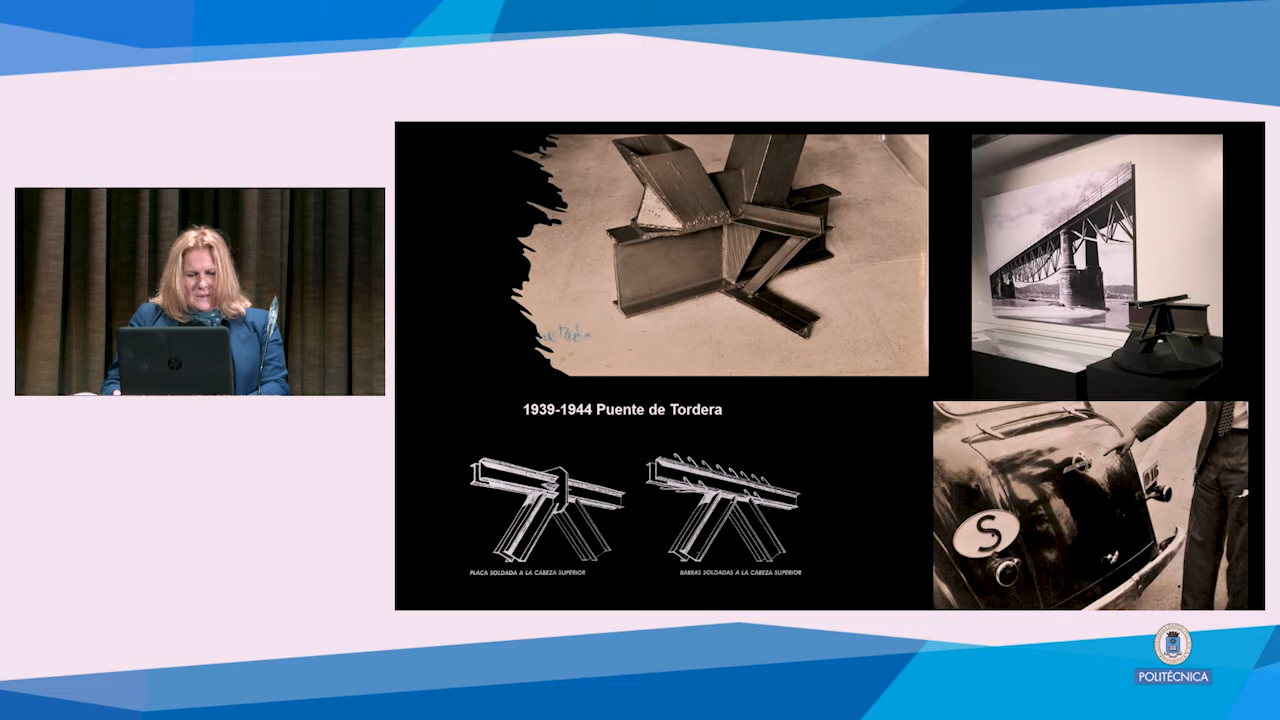 1939-1944 Puente de Tordera
PLACA SOLDADA A LA CABEZA SUPERIOR
BARRAS SOLDADAS A LA CABEZA SUPERIOR
S
POLITÉCNICA